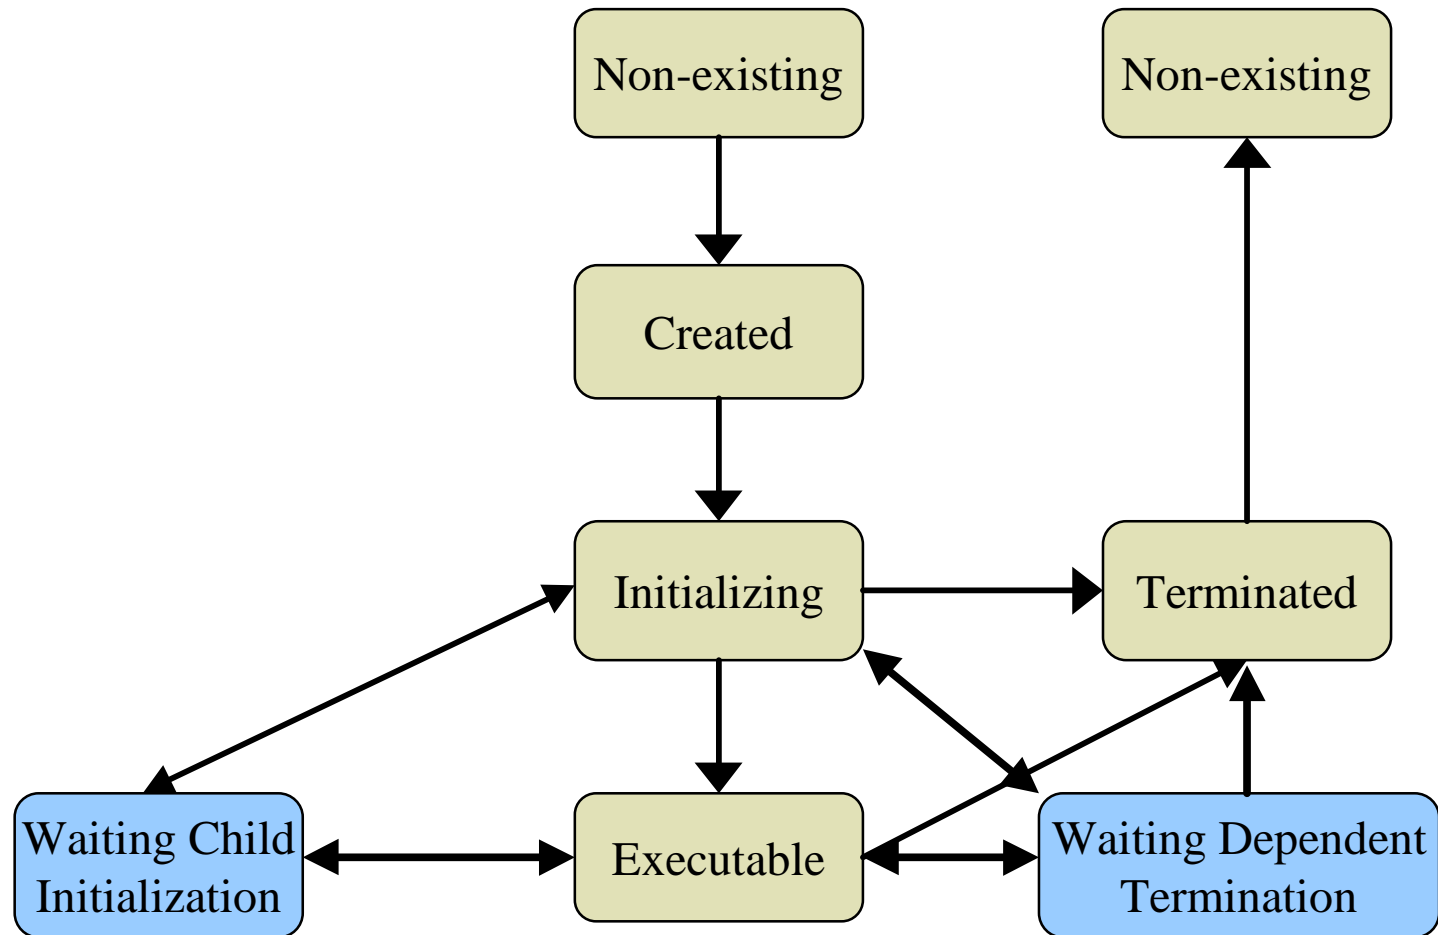 Non-existing
Non-existing
Created
Initializing
Terminated
Waiting Child
Initialization
Executable
Waiting Dependent
Termination